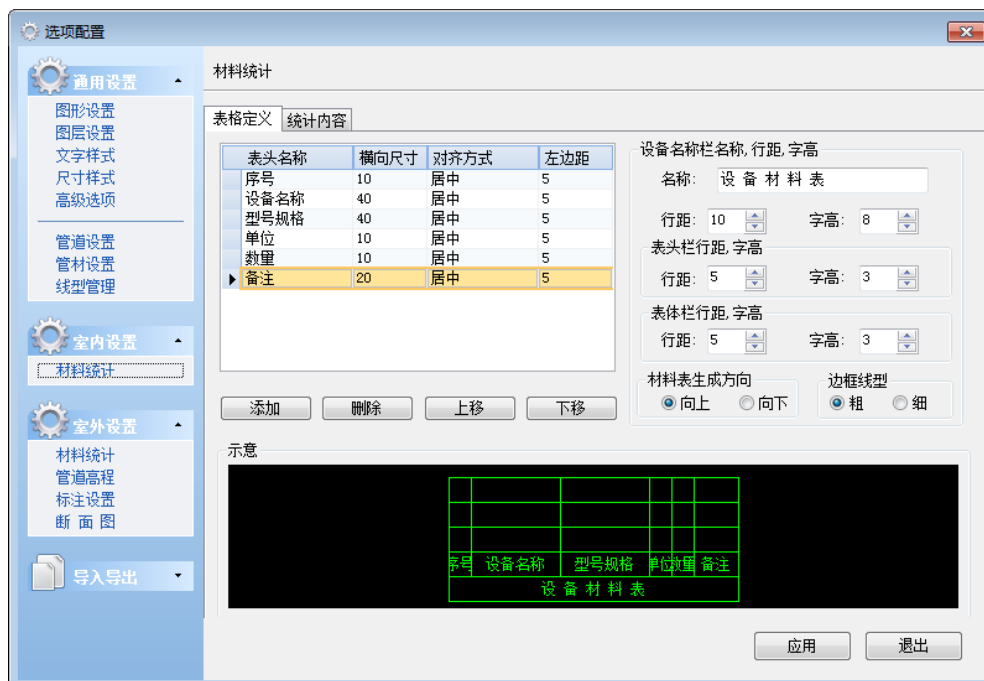 选项配置
通用设置
图形设置
图层设置
文字样式
尺寸样式
高级选项
管道设置
管材设置
线型管理
室内设置
材料统计
室外设置
材料统计
管道高程
标注设置
断 面 图
导入导出
材料统计
表格定义 统计内容
表头名称 横向尺寸 对齐方式 左边距
序号 10 居中 5
设备名称 40 居中 5
型号规格 40 居中 5
单位 10 居中 5
数量 10 居中 5
备注 20 居中 5
添加 删除 上移 下移
设备名称栏名称,行距,字高
名称: 设 备 材 料 表
行距: 10 字高: 8
表头栏行距,字高
行距: 5 字高: 3
表体栏行距,字高
行距: 5 字高: 3
材料表生成方向 边框线型
向上 向下 粗 细
示意
序号 设备名称 型号规格 单位 数量 备注
设 备 材 料 表
应用 退出